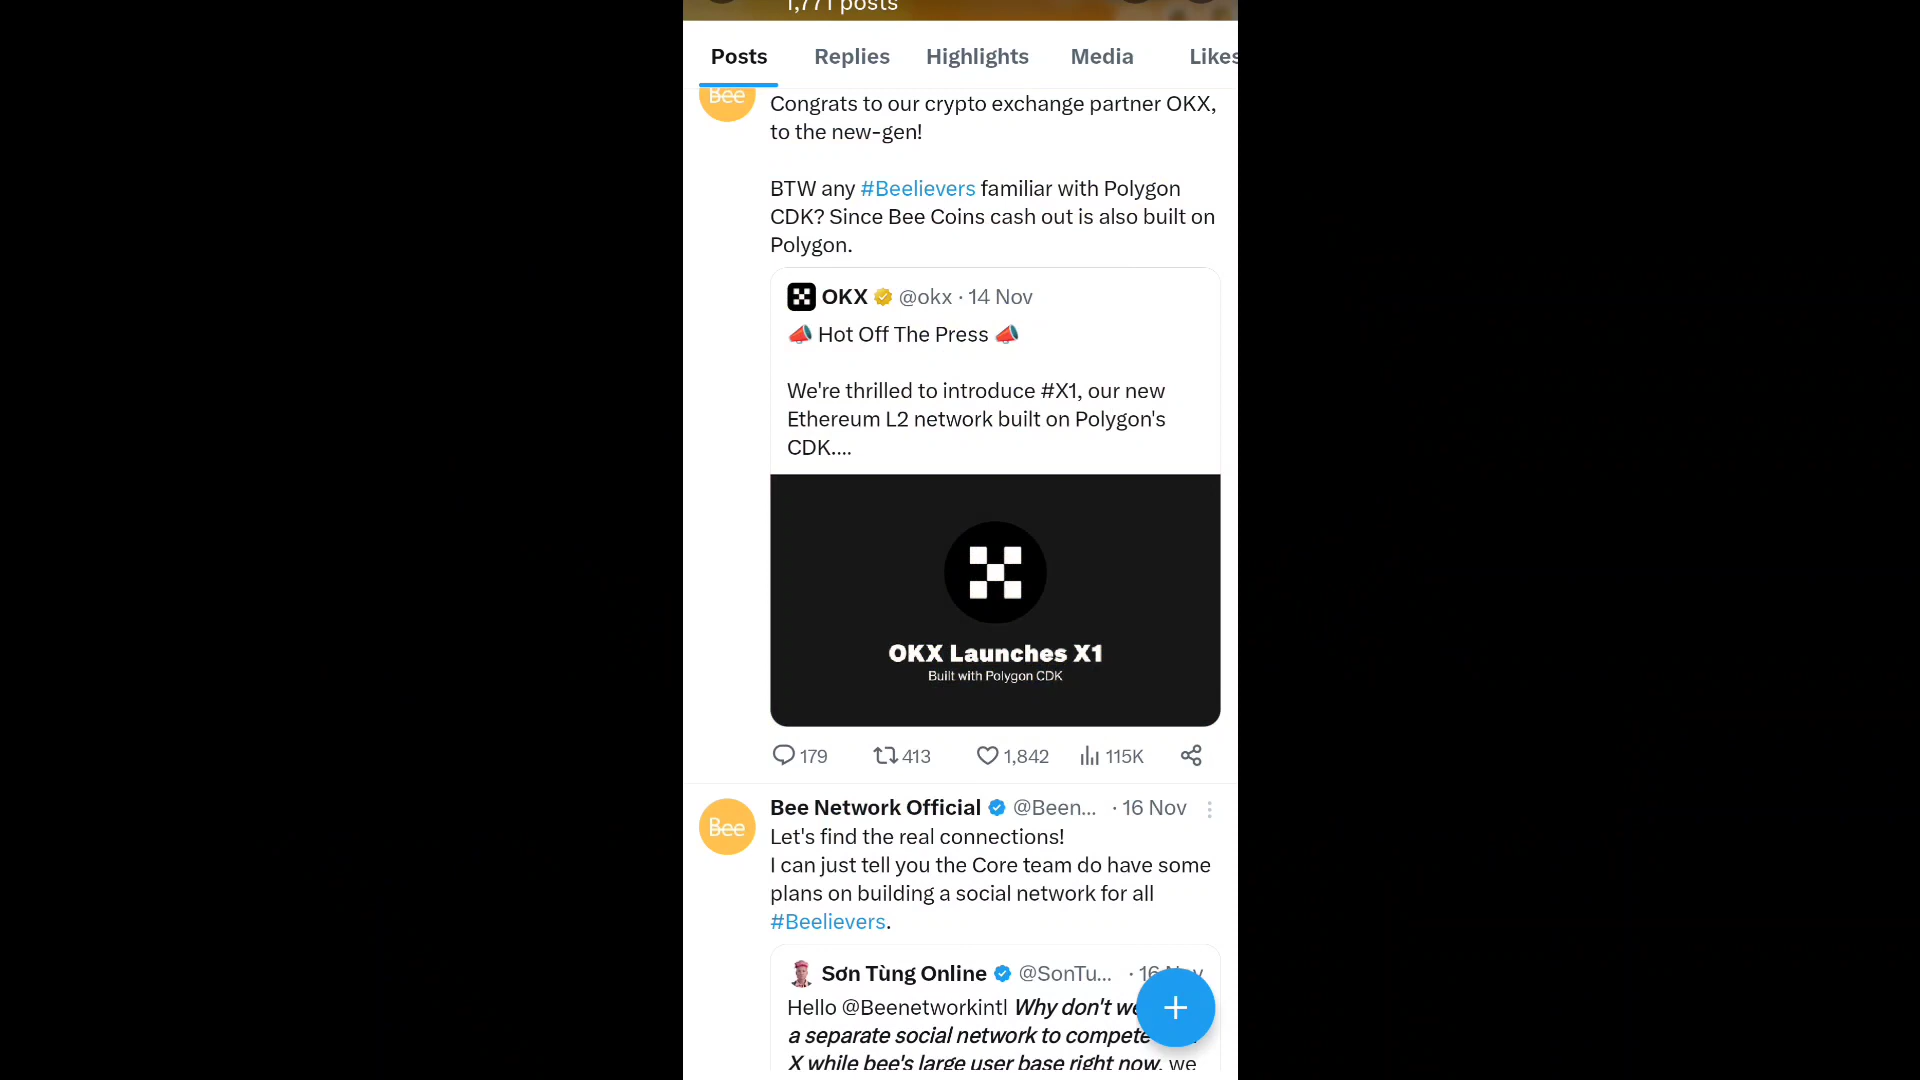 1,771 posts
Posts Replies Highlights Media Likes
Bee
Congrats to our crypto exchange partner OKX,
to the new-gen!
BTW any #Beelievers familiar with Polygon
CDK? Since Bee Coins cash out is also built on
Polygon.
OKX @okx · 14 Nov
📣 Hot Off The Press 📣
We're thrilled to introduce #X1, our new
Ethereum L2 network built on Polygon's
CDK....
OKX Launches X1
Built with Polygon CDK
179 413 1,842 115K
Bee
Bee Network Official @Been... · 16 Nov
Let's find the real connections!
I can just tell you the Core team do have some
plans on building a social network for all
#Beelievers.
Sơn Tùng Online @SonTu... · 16
Hello @Beenetworkintl Why don't we
a separate social network to compete
X while bee's large user base right now, we